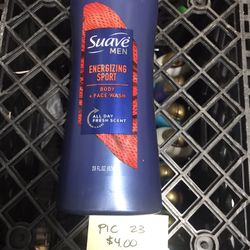 Suave
MEN
ENERGIZING
SPORT
BODY
+ FACE WASH
ALL DAY
FRESH SCENT
PIC 23
$4.00